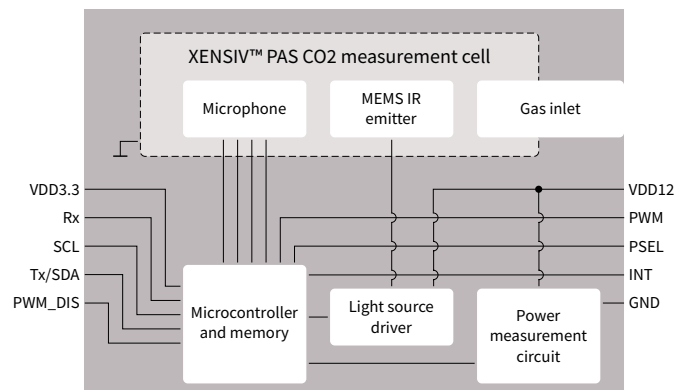 XENSIV™ PAS CO2 measurement cell
Microphone
MEMS IR
emitter
Gas inlet
VDD3.3
Rx
SCL
Tx/SDA
PWM_DIS
VDD12
PWM
PSEL
INT
GND
Microcontroller
and memory
Light source
driver
Power
measurement
circuit